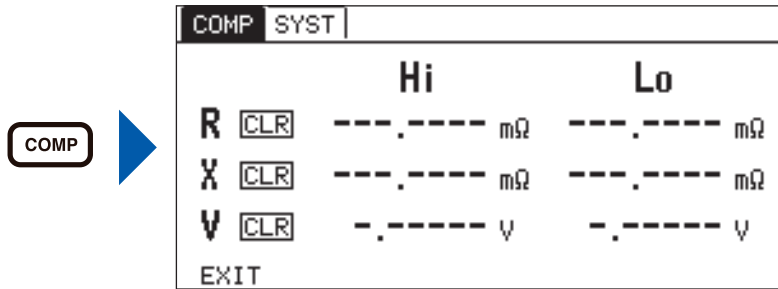 COMP
COMP SYST
Hi Lo
R CLR ---.---- mΩ ---.---- mΩ
X CLR ---.---- mΩ ---.---- mΩ
V CLR -.----- V -.----- V
EXIT